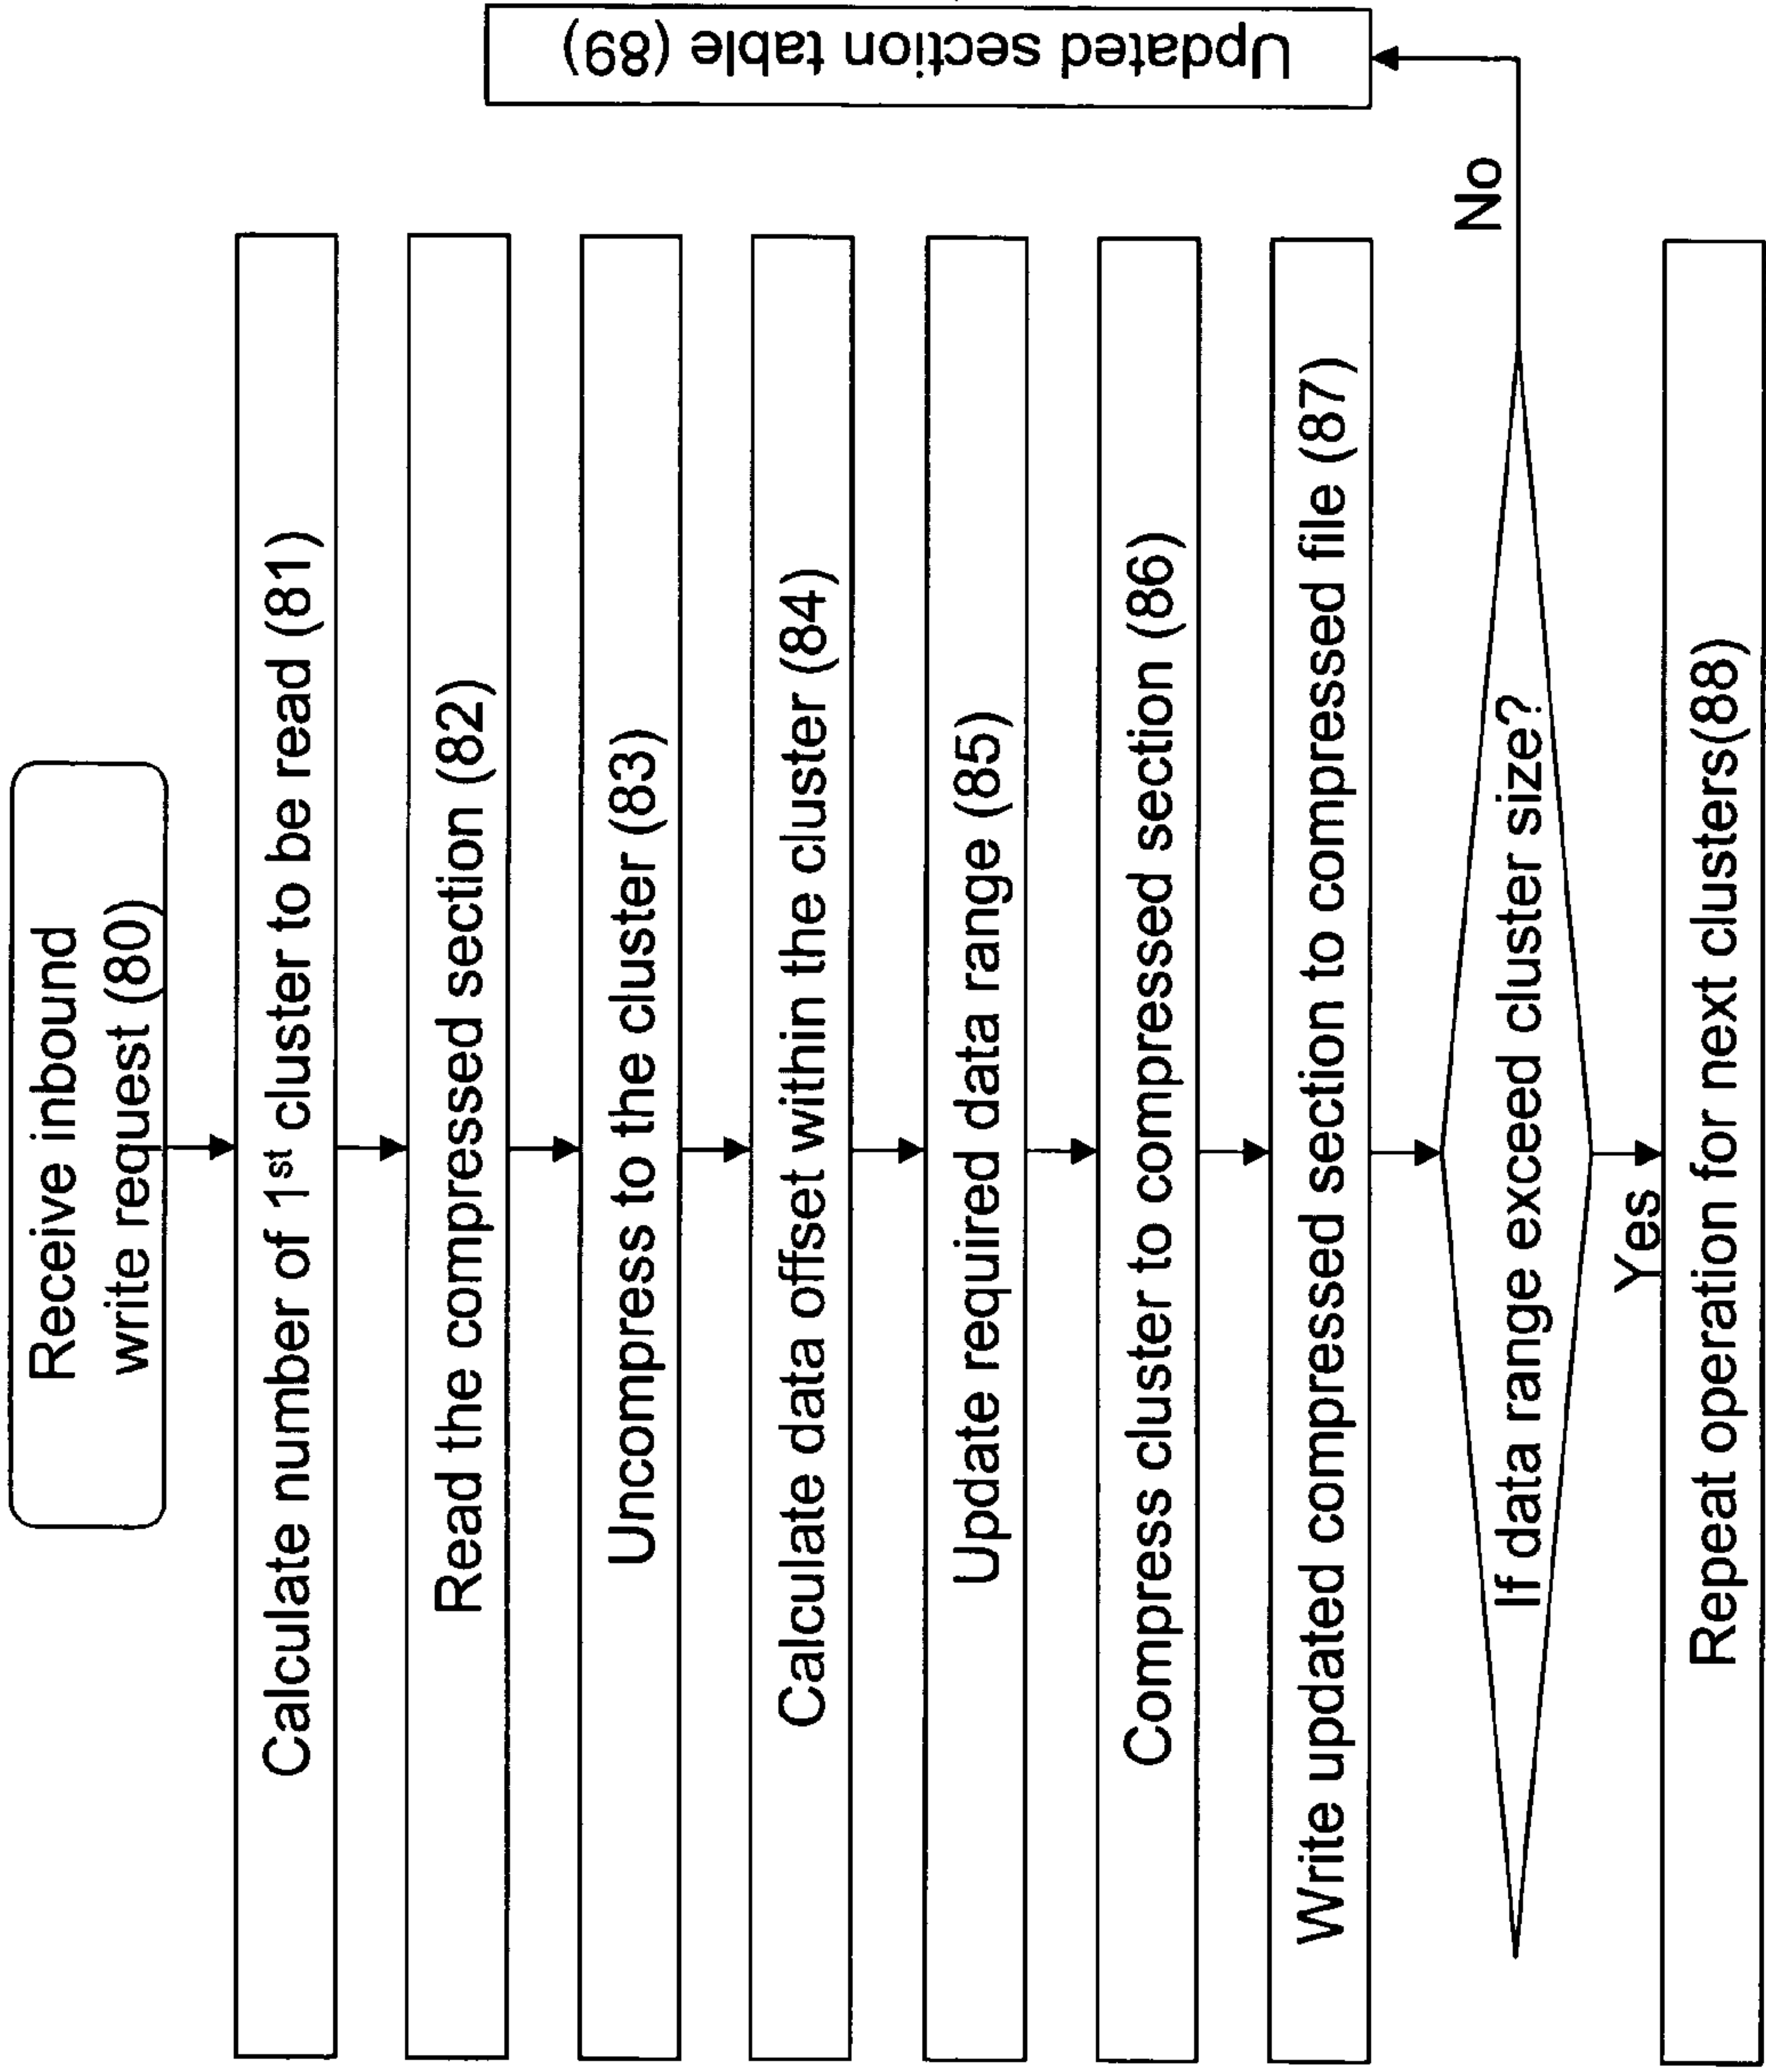 Receive inbound
write request (80)
Calculate number of 1st cluster to be read (81)
Read the compressed section (82)
Uncompress to the cluster (83)
Calculate data offset within the cluster (84)
Update required data range (85)
Compress cluster to compressed section (86)
Write updated compressed section to compressed file (87)
If data range exceed cluster size?
No
Updated section table (89)
Yes
Repeat operation for next clusters(88)